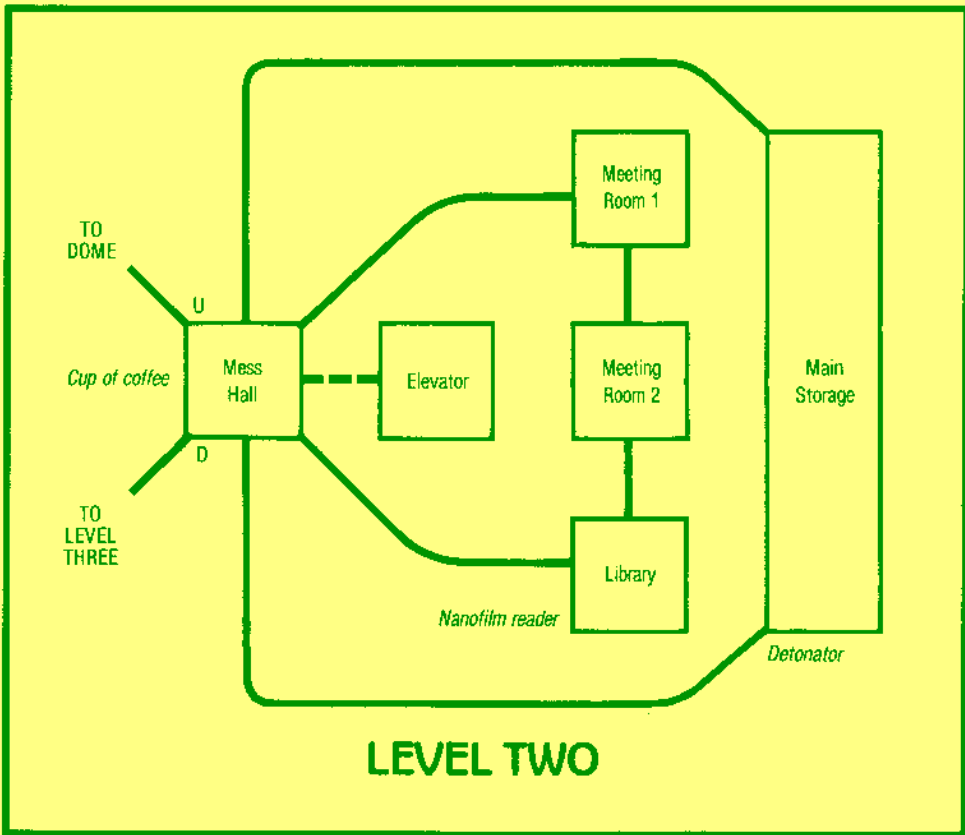 Meeting
Room 1
TO
DOME
U
Mess
Hall
Cup of coffee
Elevator
Meeting
Room 2
Main
Storage
D
TO
LEVEL
THREE
Library
Nanofilm reader
Detonator
LEVEL TWO